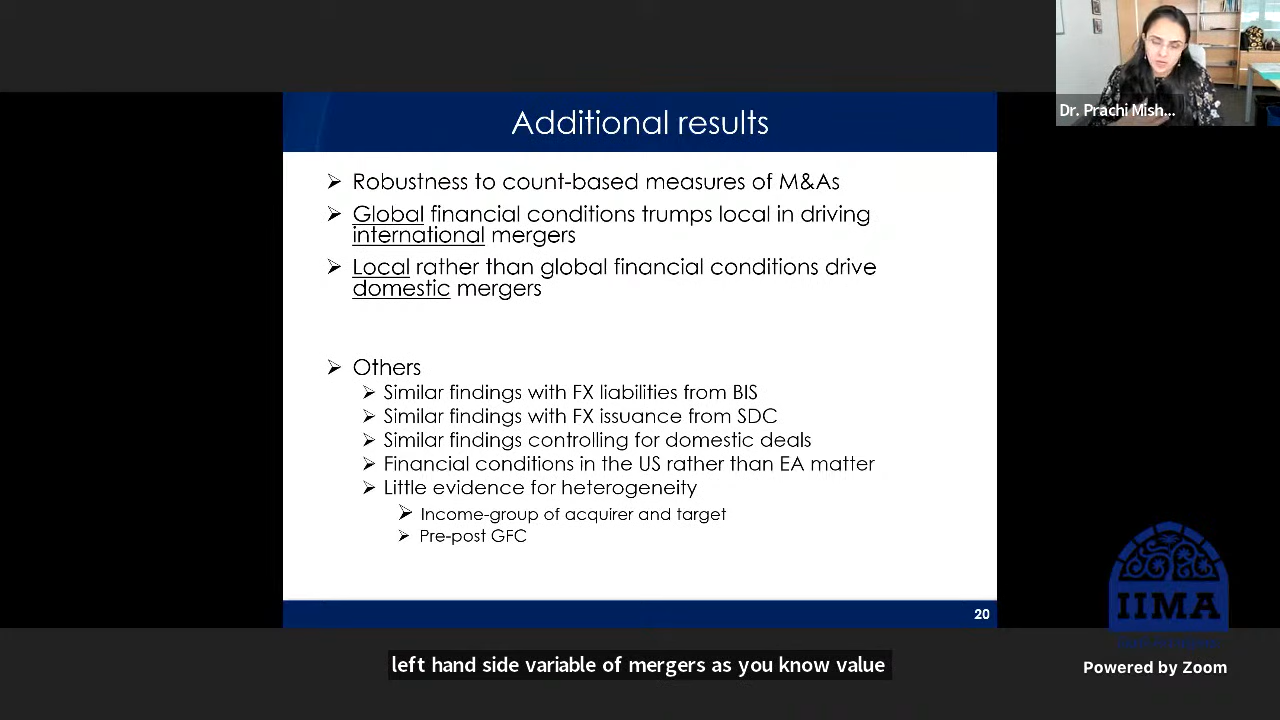 Dr. Prachi Mish...
Additional results
Robustness to count-based measures of M&As
Global financial conditions trumps local in driving
international mergers
Local rather than global financial conditions drive
domestic mergers
Others
Similar findings with FX liabilities from BIS
Similar findings with FX issuance from SDC
Similar findings controlling for domestic deals
Financial conditions in the US rather than EA matter
Little evidence for heterogeneity
Income-group of acquirer and target
Pre-post GFC
20
IIMA
Powered by Zoom
left hand side variable of mergers as you know value